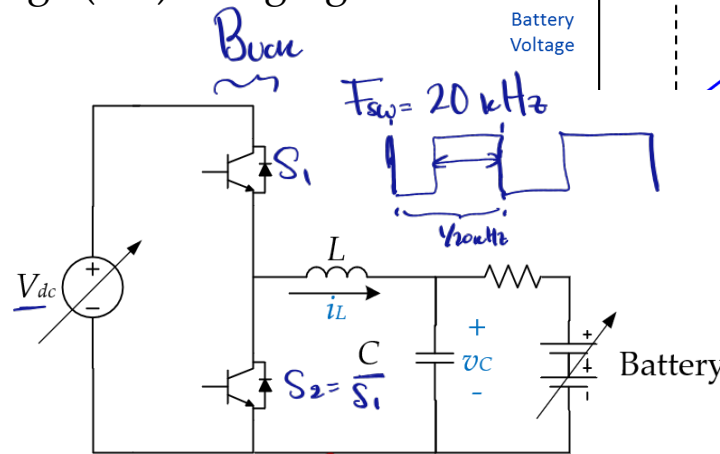 Battery
Voltage
Buck
Fsw = 20 kHz
S1
1/20kHz
L
Vdc
+
−
iL
+
vC
-
C
S2 = S̅1
+
+
-
Battery